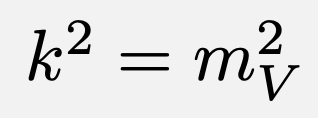 k² = m_V²